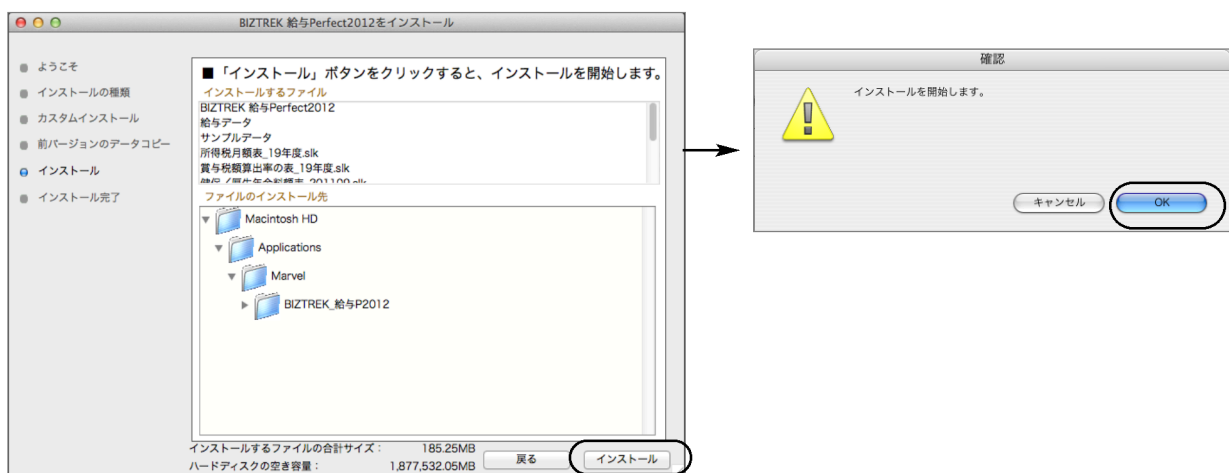 BIZTREK 給与Perfect2012をインストール
ようこそ
インストールの種類
カスタムインストール
前バージョンのデータコピー
インストール
インストール完了
■「インストール」ボタンをクリックすると、インストールを開始します。
インストールするファイル
BIZTREK 給与Perfect2012
給与データ
サンプルデータ
所得税月額表_19年度.slk
賞与税額算出率の表_19年度.slk
ファイルのインストール先
Macintosh HD
Applications
Marvel
BIZTREK_給与P2012
インストールするファイルの合計サイズ： 185.25MB
ハードディスクの空き容量： 1,877,532.05MB
戻る
インストール
確認
インストールを開始します。
キャンセル
OK